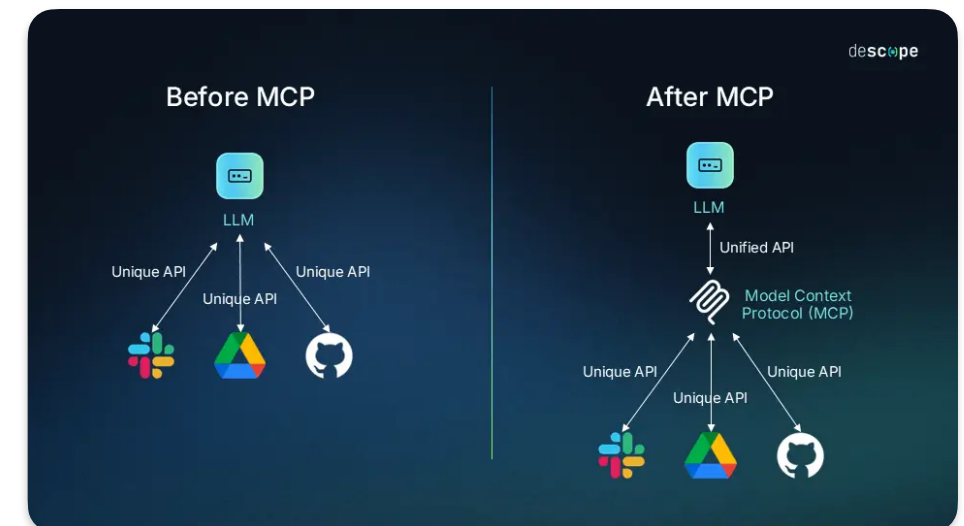 descope
Before MCP
After MCP
LLM
Unique API
Unique API
Unique API
LLM
Unified API
Model Context
Protocol (MCP)
Unique API
Unique API
Unique API